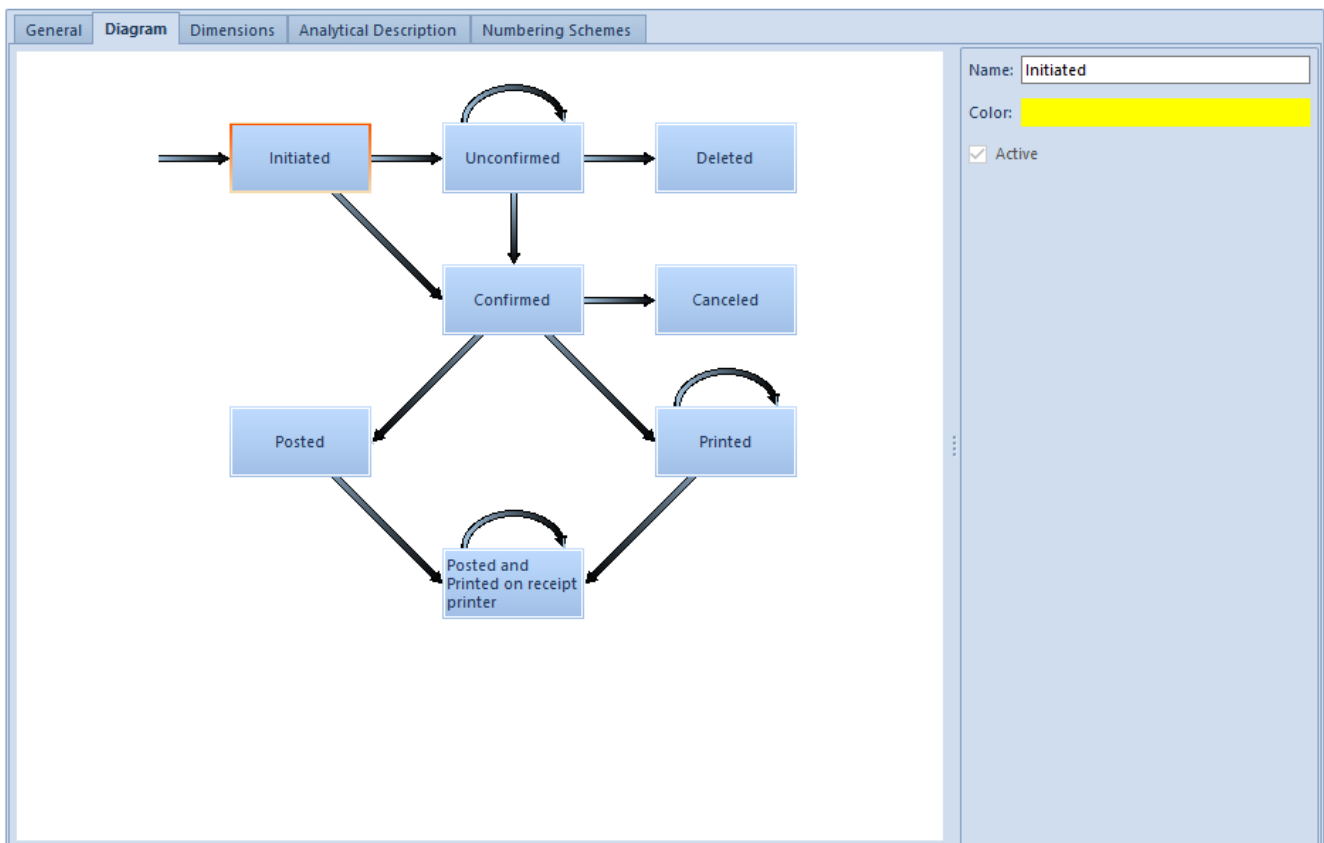 General Diagram Dimensions Analytical Description Numbering Schemes
Name: Initiated
Color:
Active
Initiated Unconfirmed Deleted
Confirmed Canceled
Posted Printed
Posted and
Printed on receipt
printer